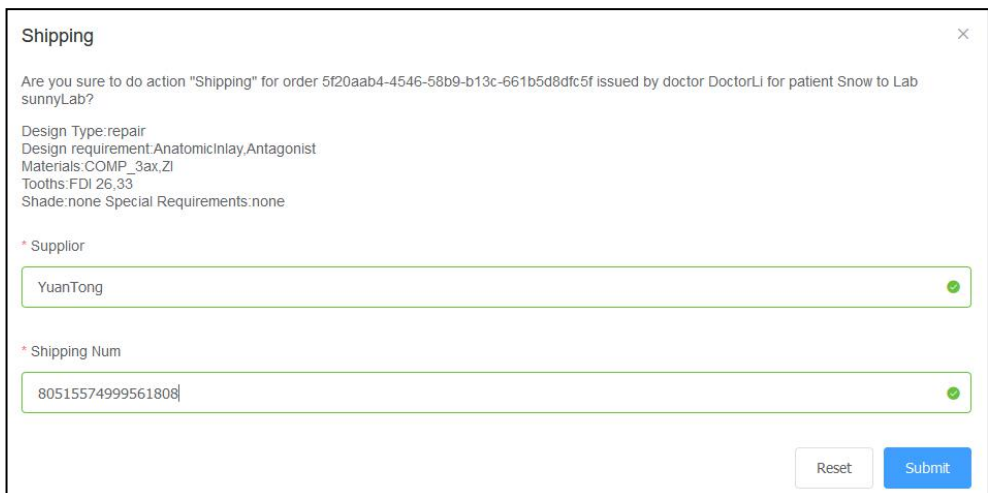 Shipping
Are you sure to do action "Shipping" for order 5f20aab4-4546-58b9-b13c-661b5d8dfc5f issued by doctor DoctorLi for patient Snow to Lab
sunnyLab?
Design Type:repair
Design requirement:AnatomicInlay,Antagonist
Materials:COMP_3ax,ZI
Tooths:FDI 26,33
Shade:none Special Requirements:none
* Supplior
YuanTong
* Shipping Num
80515574999561808
Reset Submit